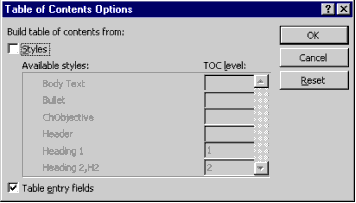 Table of Contents Options
Build table of contents from:
OK
Styles
Cancel
Available styles: TOC level:
Reset
Body Text
Bullet
ChObjective
Header
Heading 1 1
Heading 2,H2 2
Table entry fields